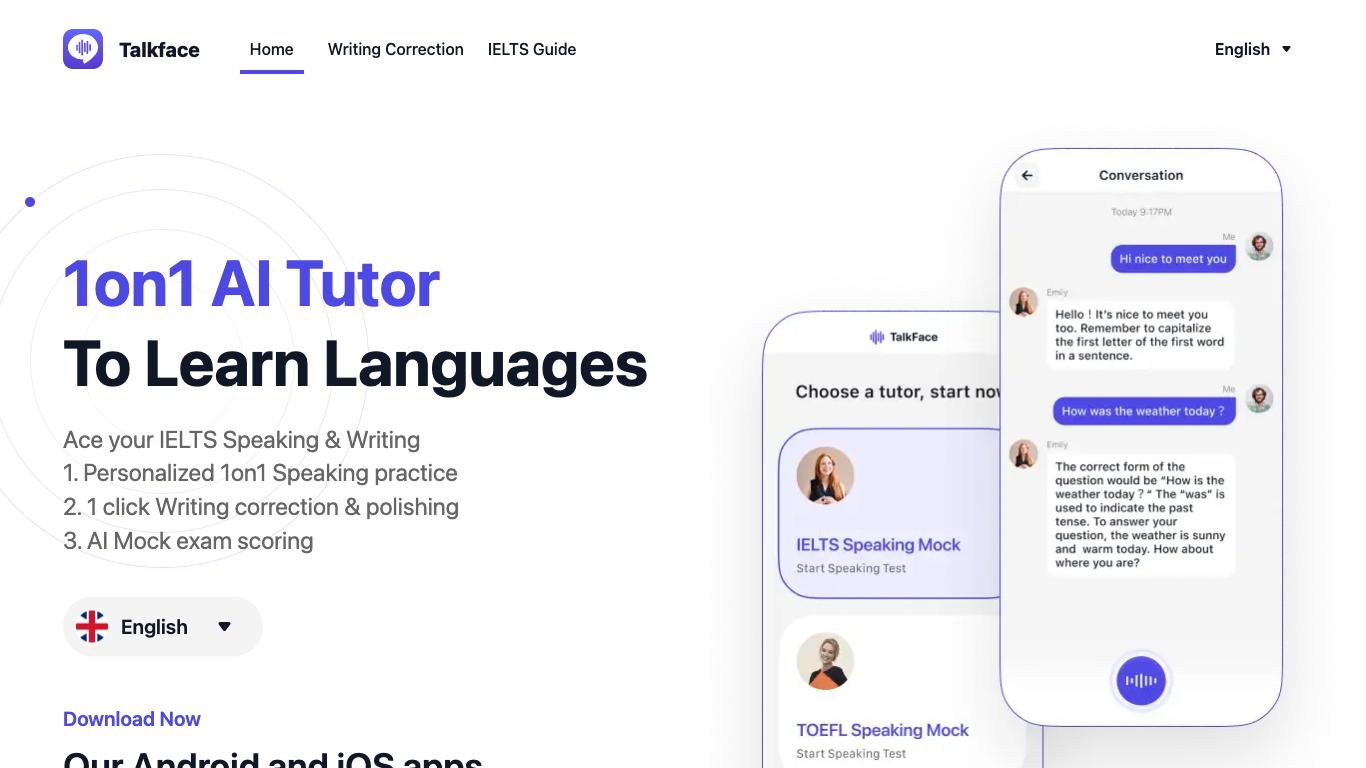 Talkface
Home
Writing Correction
IELTS Guide
English
1on1 AI Tutor
To Learn Languages
Ace your IELTS Speaking & Writing
1. Personalized 1on1 Speaking practice
2. 1 click Writing correction & polishing
3. AI Mock exam scoring
English
Download Now
Our Android and iOS apps
TalkFace
Choose a tutor, start now
IELTS Speaking Mock
Start Speaking Test
TOEFL Speaking Mock
Start Speaking Test
Conversation
Today 9:17PM
Me
Hi nice to meet you
Emily
Hello ! It's nice to meet you
too. Remember to capitalize
the first letter of the first word
in a sentence.
Me
How was the weather today ?
Emily
The correct form of the
question would be “How is the
weather today ? “ The “was” is
used to indicate the past
tense. To answer your
question, the weather is sunny
and warm today. How about
where you are?